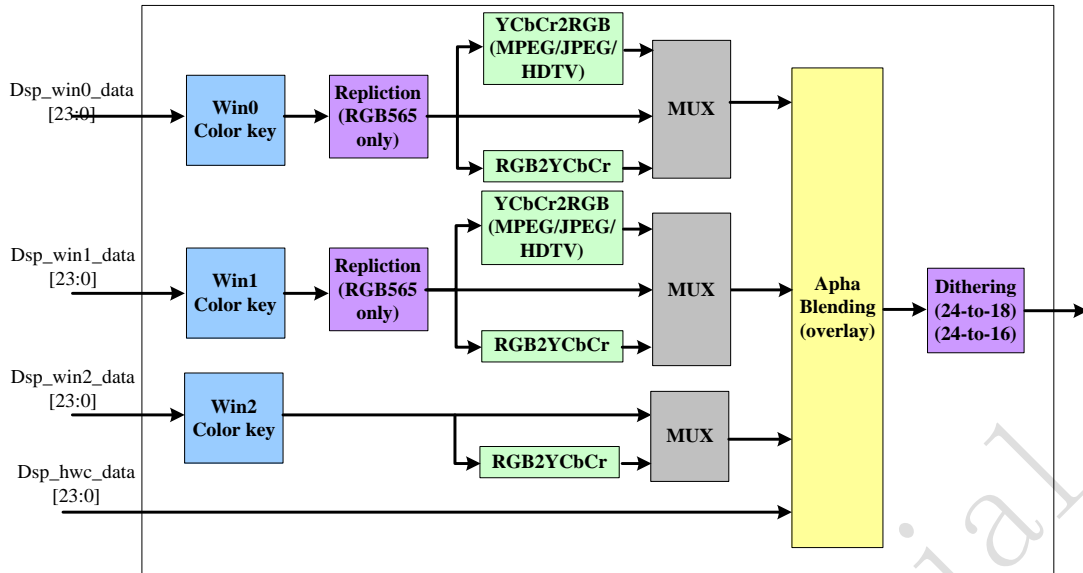 Dsp_win0_data
[23:0]
Win0
Color key
Repliction
(RGB565
only)
YCbCr2RGB
(MPEG/JPEG/
HDTV)
RGB2YCbCr
MUX
Dsp_win1_data
[23:0]
Win1
Color key
Repliction
(RGB565
only)
YCbCr2RGB
(MPEG/JPEG/
HDTV)
RGB2YCbCr
MUX
Apha
Blending
(overlay)
Dithering
(24-to-18)
(24-to-16)
Dsp_win2_data
[23:0]
Win2
Color key
RGB2YCbCr
MUX
Dsp_hwc_data
[23:0]
ial